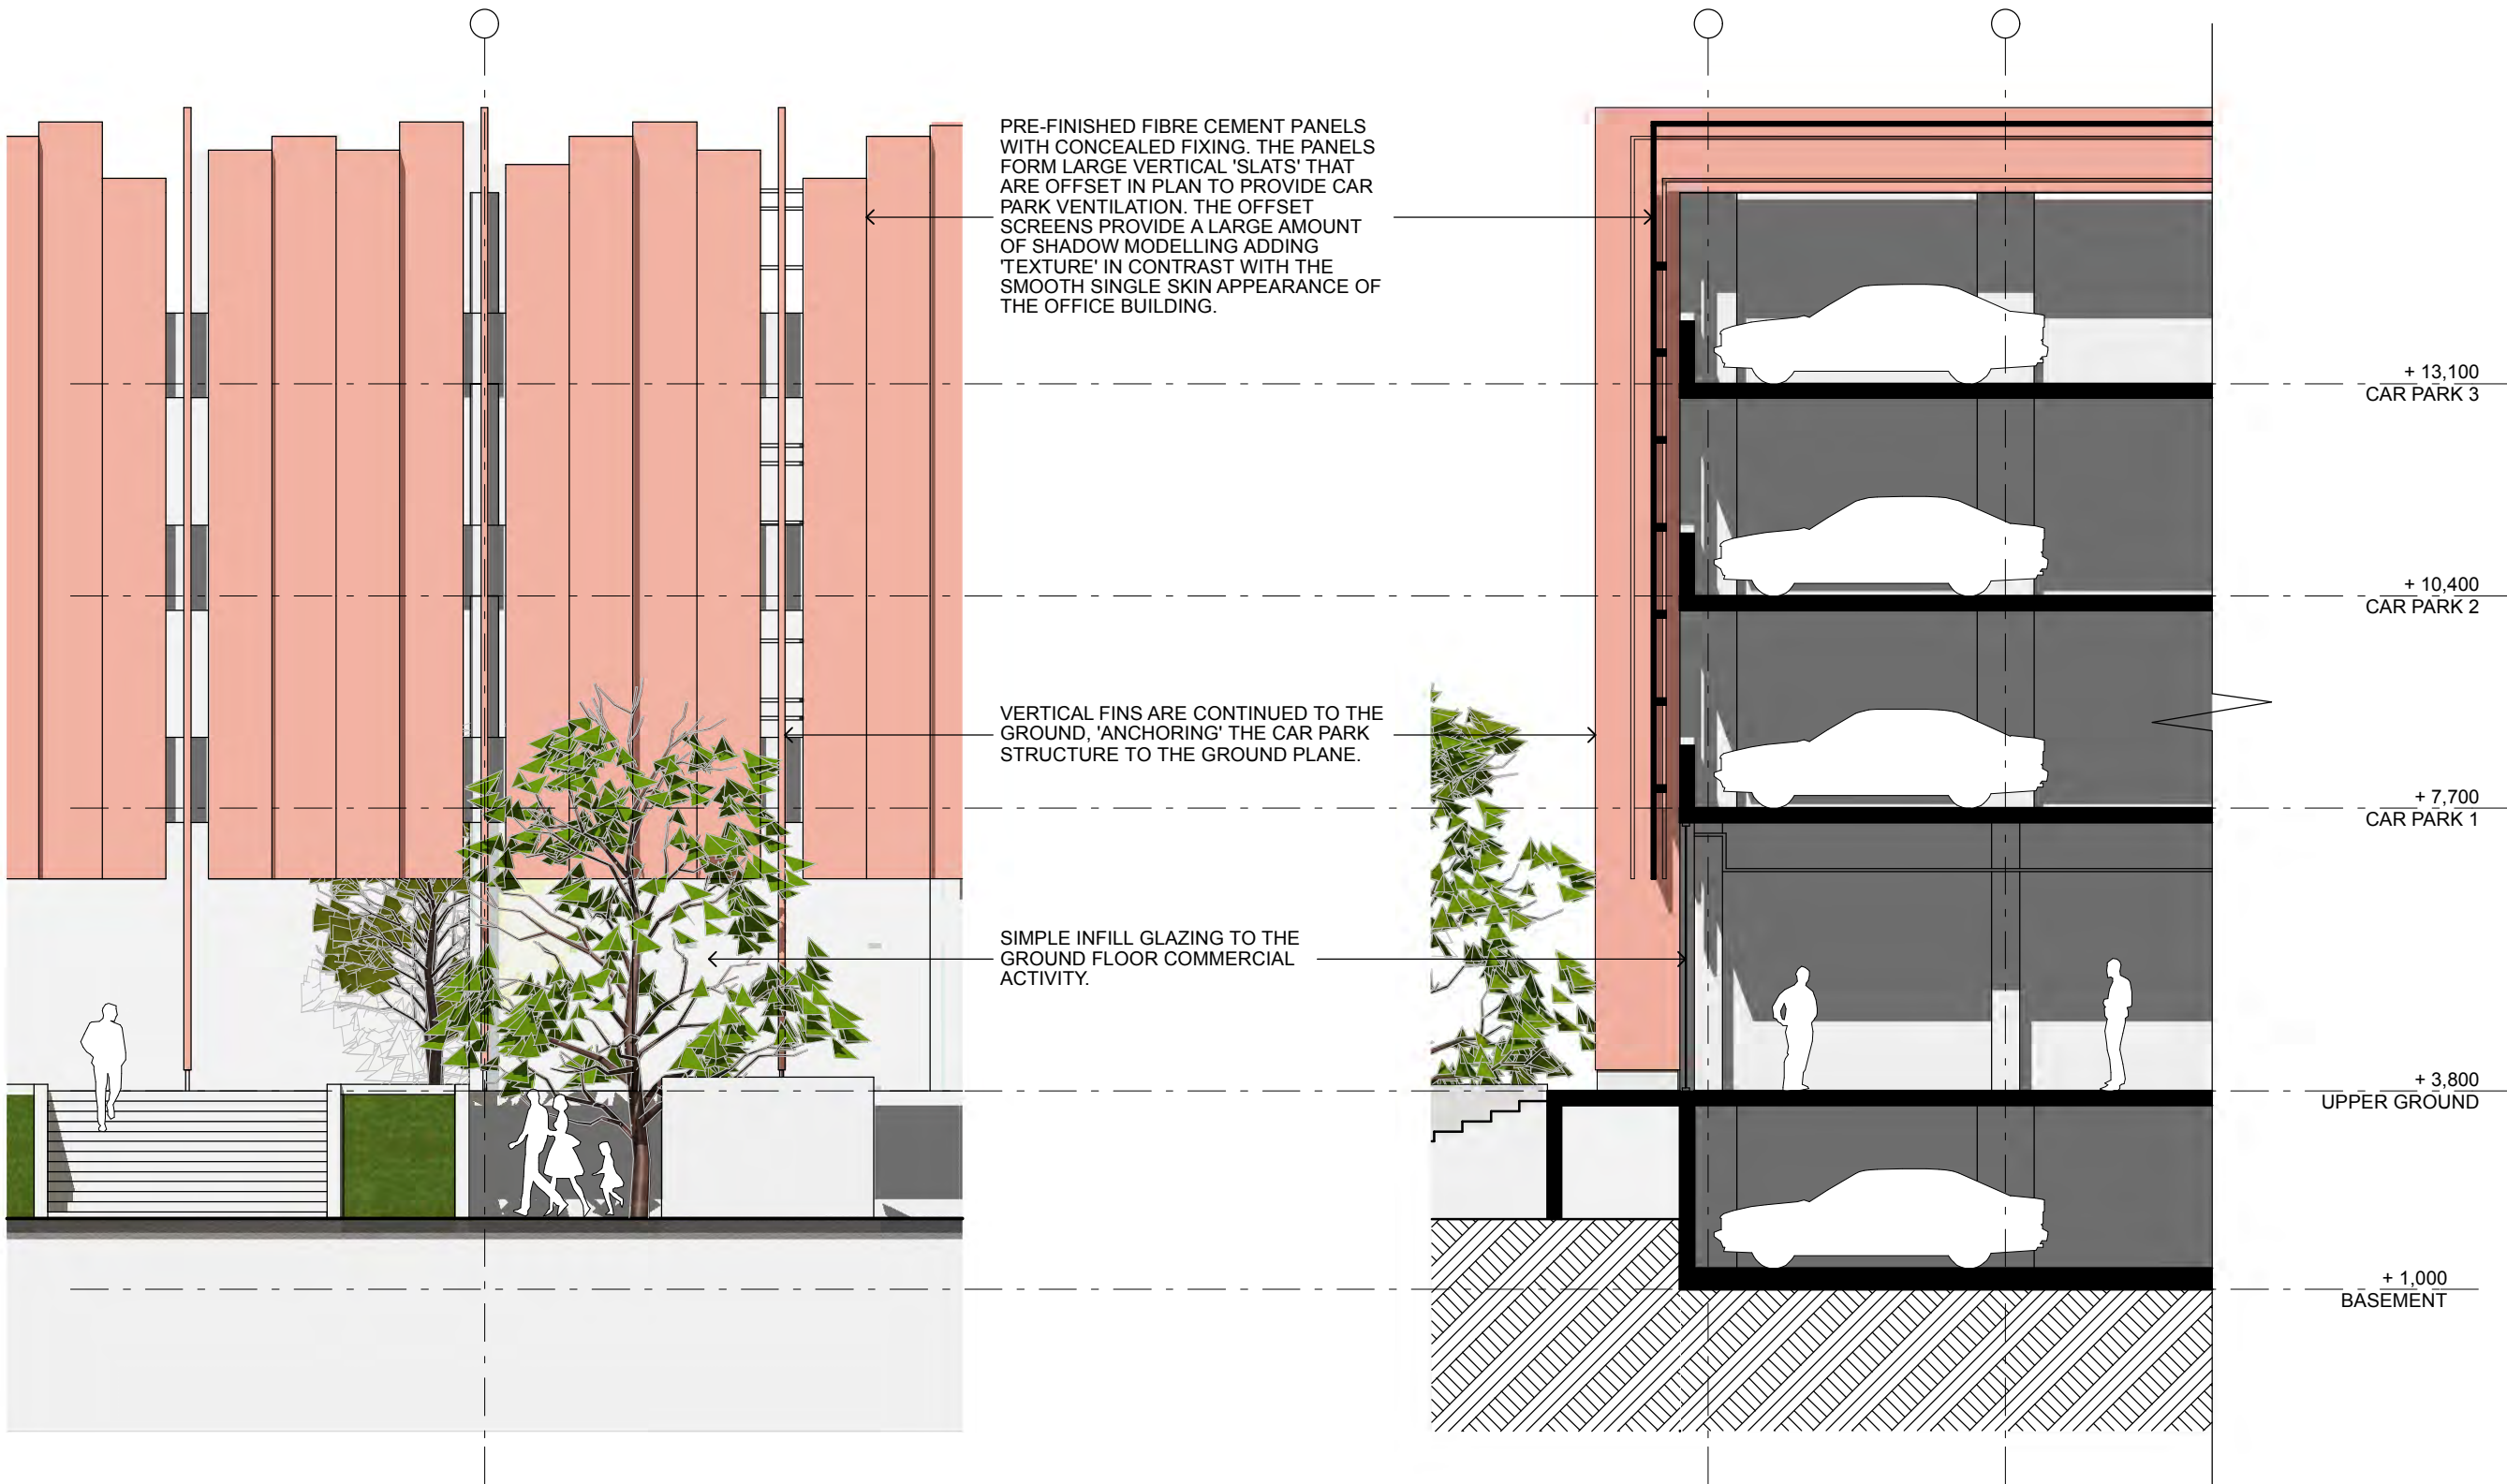 PRE-FINISHED FIBRE CEMENT PANELS
WITH CONCEALED FIXING. THE PANELS
FORM LARGE VERTICAL 'SLATS' THAT
ARE OFFSET IN PLAN TO PROVIDE CAR
PARK VENTILATION. THE OFFSET
SCREENS PROVIDE A LARGE AMOUNT
OF SHADOW MODELLING ADDING
'TEXTURE' IN CONTRAST WITH THE
SMOOTH SINGLE SKIN APPEARANCE OF
THE OFFICE BUILDING.
VERTICAL FINS ARE CONTINUED TO THE
GROUND, 'ANCHORING' THE CAR PARK
STRUCTURE TO THE GROUND PLANE.
SIMPLE INFILL GLAZING TO THE
GROUND FLOOR COMMERCIAL
ACTIVITY.
+ 13,100
CAR PARK 3
+ 10,400
CAR PARK 2
+ 7,700
CAR PARK 1
+ 3,800
UPPER GROUND
+ 1,000
BASEMENT